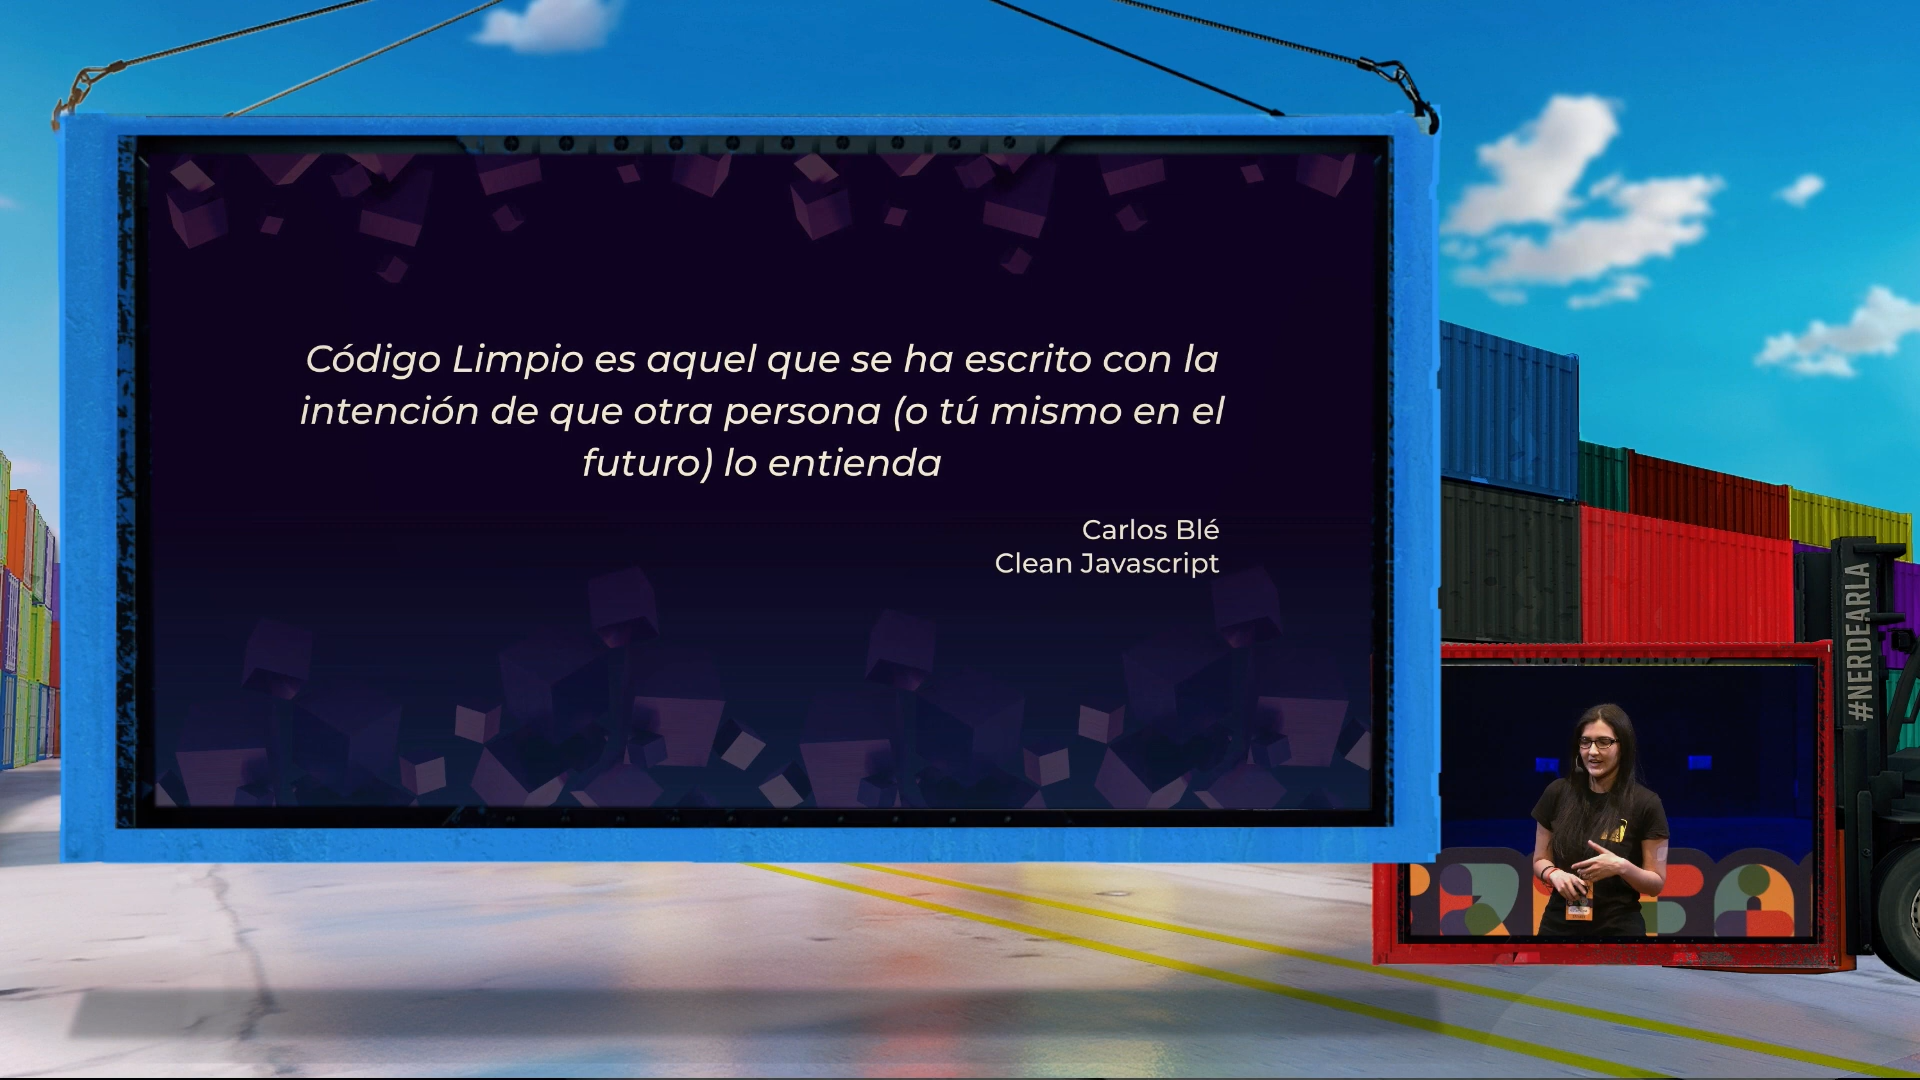 Código Limpio es aquel que se ha escrito con la
intención de que otra persona (o tú mismo en el
futuro) lo entienda
Carlos Blé
Clean Javascript
#NERDEARLA